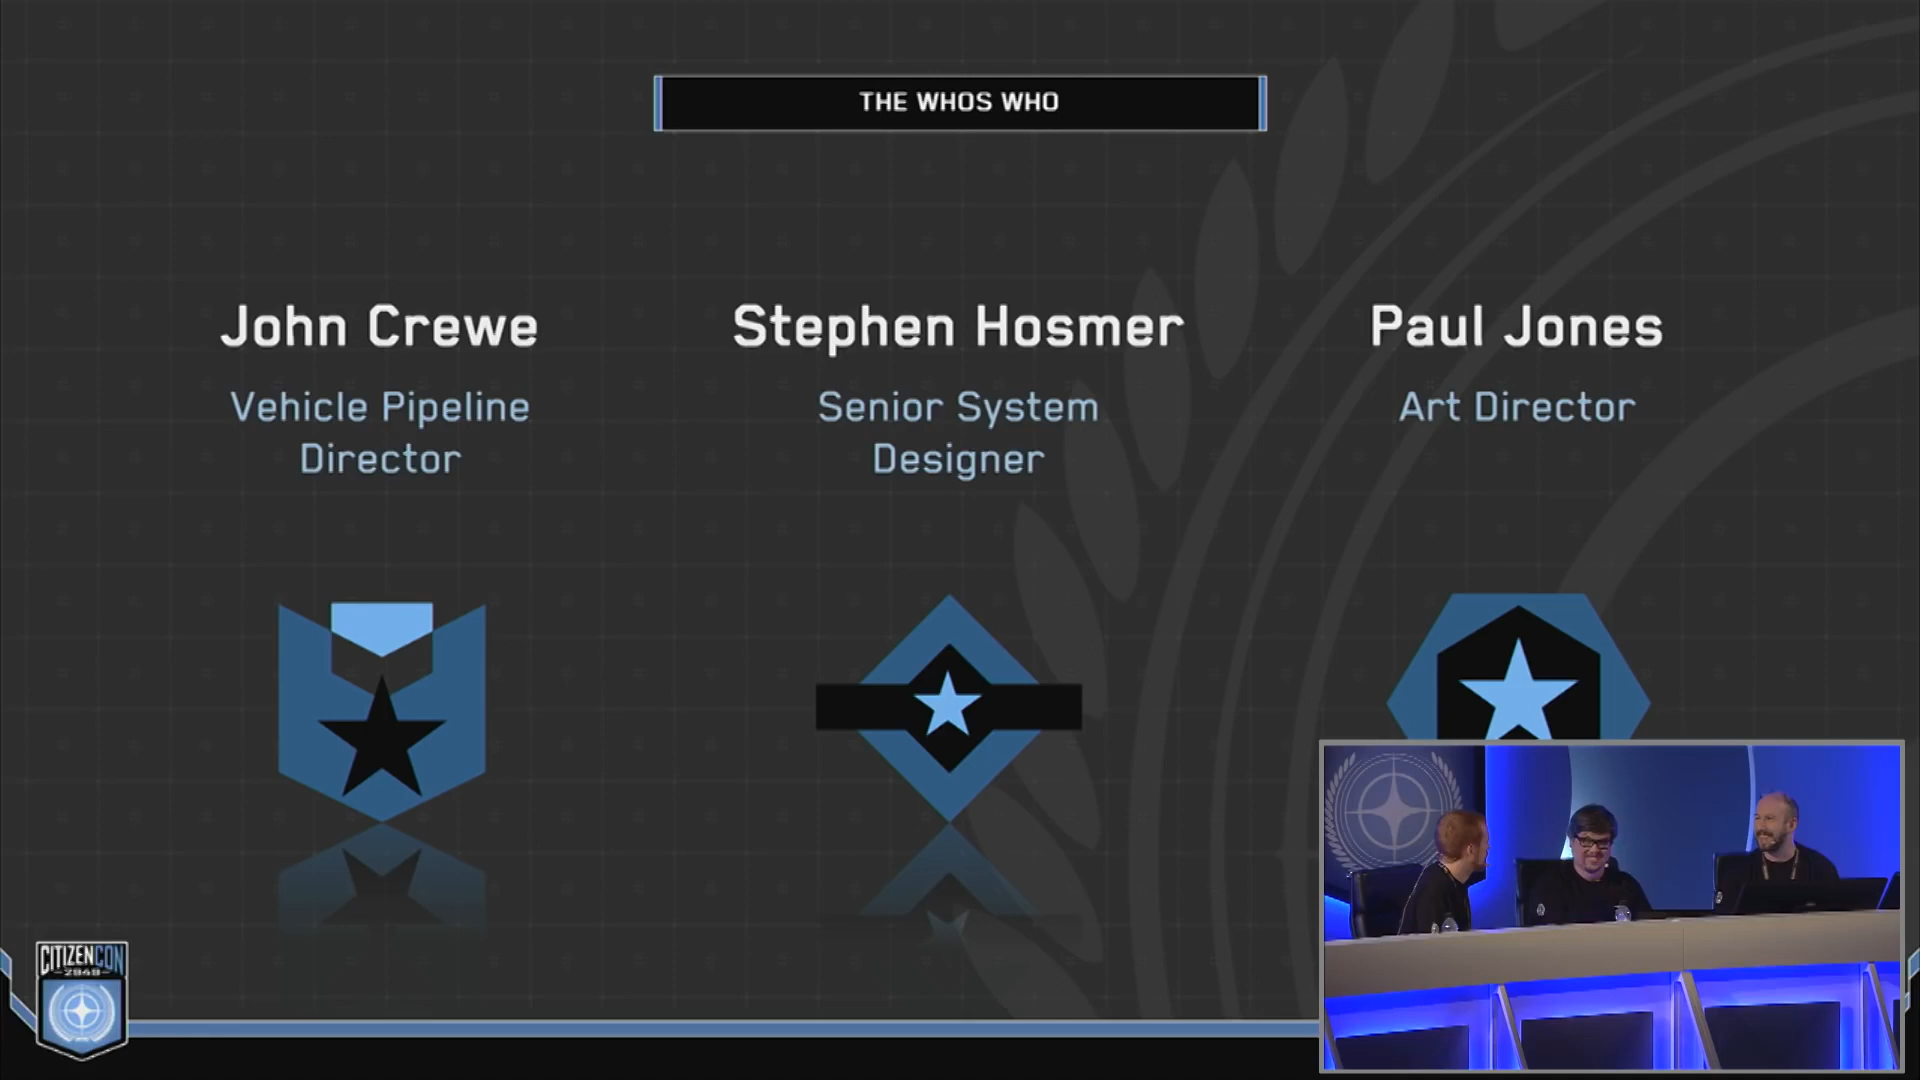 THE WHOS WHO
John Crewe
Stephen Hosmer
Paul Jones
Vehicle Pipeline
Director
Senior System
Designer
Art Director
CITIZENCON
2949